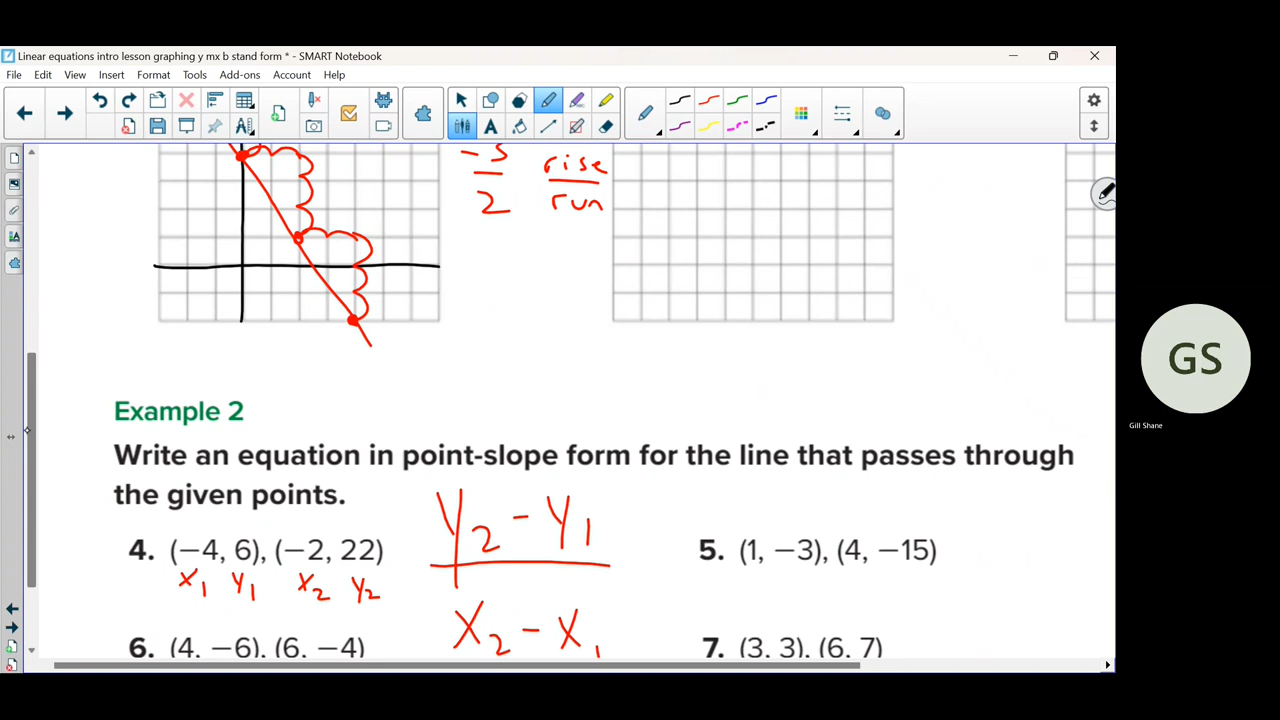 Linear equations intro lesson graphing y mx b stand form * - SMART Notebook
File Edit View Insert Format Tools Add-ons Account Help
rise
2 run
GS
Gill Shane
Example 2
Write an equation in point-slope form for the line that passes through
the given points.
y2 - y1
4. (−4, 6), (−2, 22)
5. (1, −3), (4, −15)
x1 y1 x2 y2
x2 - x1
6. (4, −6), (6, −4)
7. (3, 3), (6, 7)